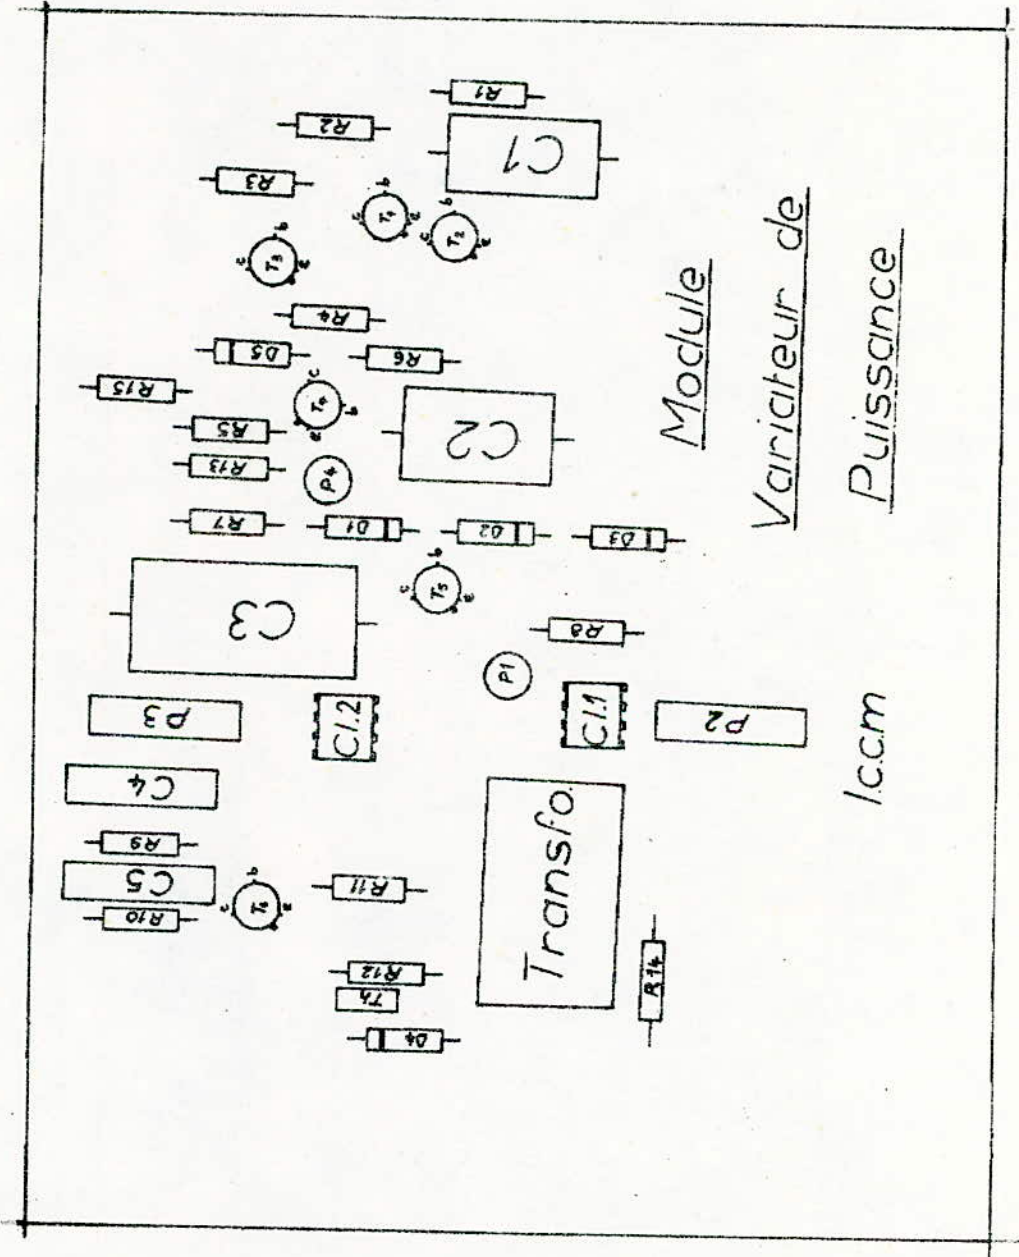 R1
R2
C1
R3
b
c
T1
e
b
c
T2
e
b
c
T3
e
R4
D5
R6
R15
c
T4
b
e
R5
C2
R13
P4
R7
D1
D2
D3
b
c
T5
e
C3
R8
P1
P3
C.I.2
C.I.1
P2
C4
R9
C5
R10
b
c
T6
e
R11
Transfo.
R12
Th
D4
R14
Module
Variateur de
Puissance
I.c.c.m